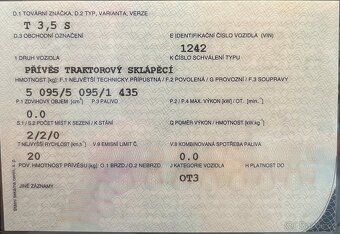 D.1 TOVÁRNÍ ZNAČKA, D.2 TYP, VARIANTA, VERZE
T 3,5 S
D.3 OBCHODNÍ OZNAČENÍ
E IDENTIFIKAČNÍ ČÍSLO VOZIDLA (VIN)
1242
1 DRUH VOZIDLA
K ČÍSLO SCHVÁLENÍ TYPU
PŘÍVĚS TRAKTOROVÝ SKLÁPĚCÍ
HMOTNOST [kg]: F.1 NEJVĚTŠÍ TECHNICKY PŘÍPUSTNÁ / F.2 POVOLENÁ / G PROVOZNÍ / F.3 SOUPRAVY
5 095/5 095/1 435
P.1 ZDVIHOVÝ OBJEM [cm³]
P.3 PALIVO
P.2 / P.4 MAX. VÝKON [kW] / OT. [min⁻¹]
0.0
S.1 / S.2 POČET MÍST K SEZENÍ / K STÁNÍ
Q POMĚR VÝKON / HMOTNOST [kW.kg⁻¹]
2/2/0
T NEJVYŠŠÍ RYCHLOST [km.h⁻¹]
V.9 EMISNÍ LIMIT Č.
V.8 KOMBINOVANÁ SPOTŘEBA PALIVA
20
0.0
POV. HMOTNOST PŘÍVĚSU [kg]: O.1 BRZD. / O.2 NEBRZD.
J KATEGORIE VOZIDLA
H PLATNOST DO
OT3
JINÉ ZÁZNAMY